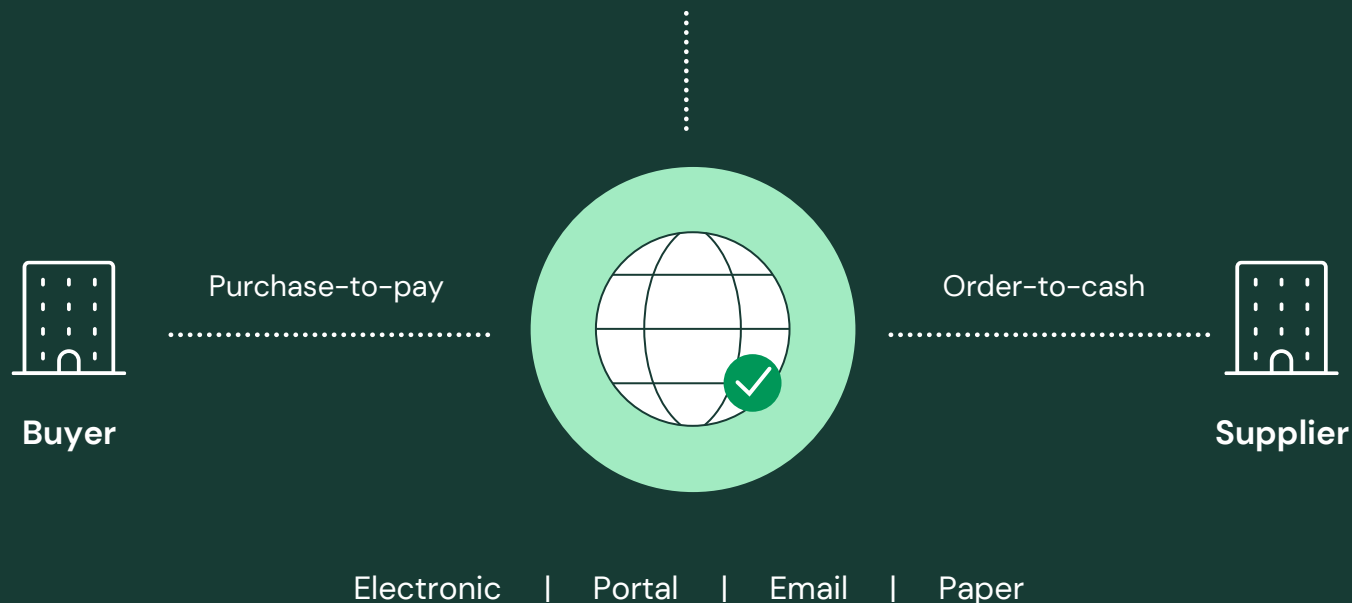 Purchase-to-pay
Order-to-cash
Buyer
Supplier
Electronic | Portal | Email | Paper